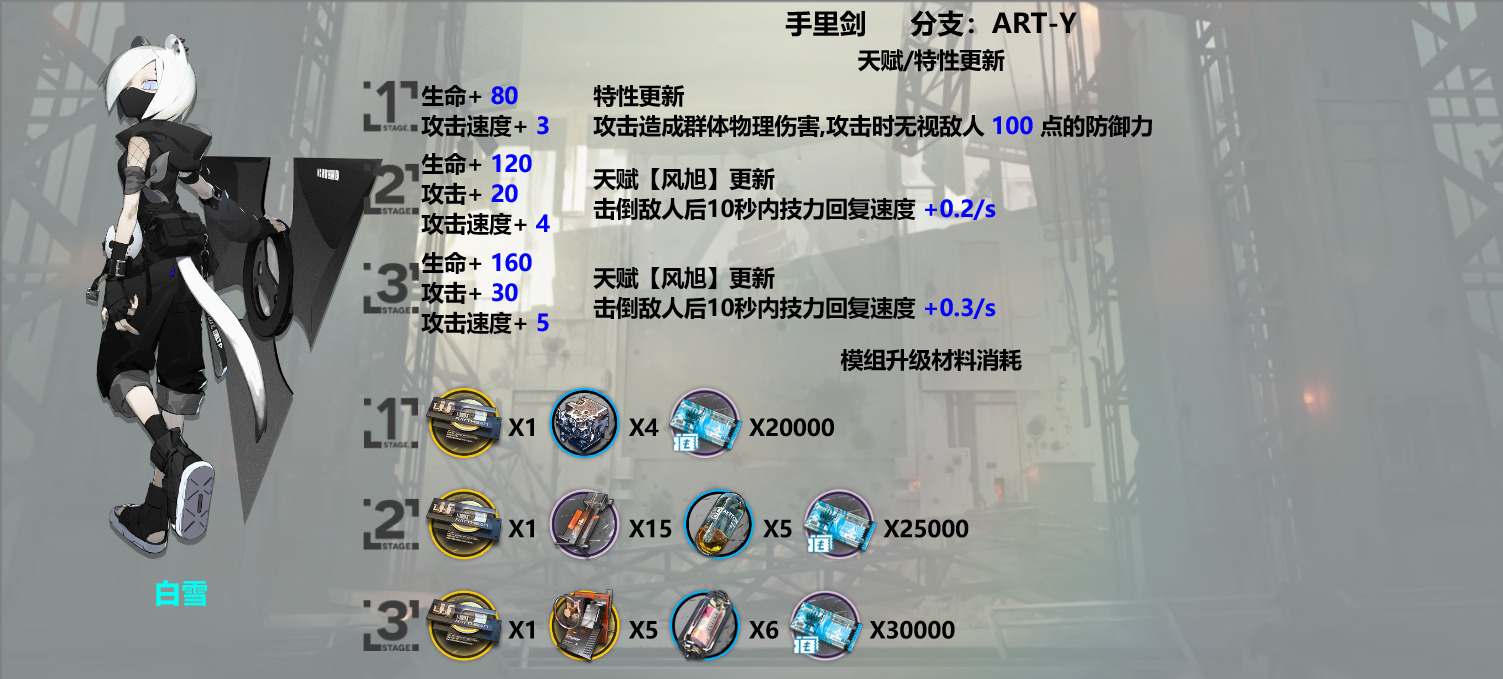 手里剑 分支：ART-Y
天赋/特性更新
1 STAGE.
生命+ 80
攻击速度+ 3
特性更新
攻击造成群体物理伤害,攻击时无视敌人 100 点的防御力
2 STAGE.
生命+ 120
攻击+ 20
攻击速度+ 4
天赋【风旭】更新
击倒敌人后10秒内技力回复速度 +0.2/s
3 STAGE.
生命+ 160
攻击+ 30
攻击速度+ 5
天赋【风旭】更新
击倒敌人后10秒内技力回复速度 +0.3/s
模组升级材料消耗
1 STAGE. X1 X4 X20000
2 STAGE. X1 X15 X5 X25000
3 STAGE. X1 X5 X6 X30000
白雪